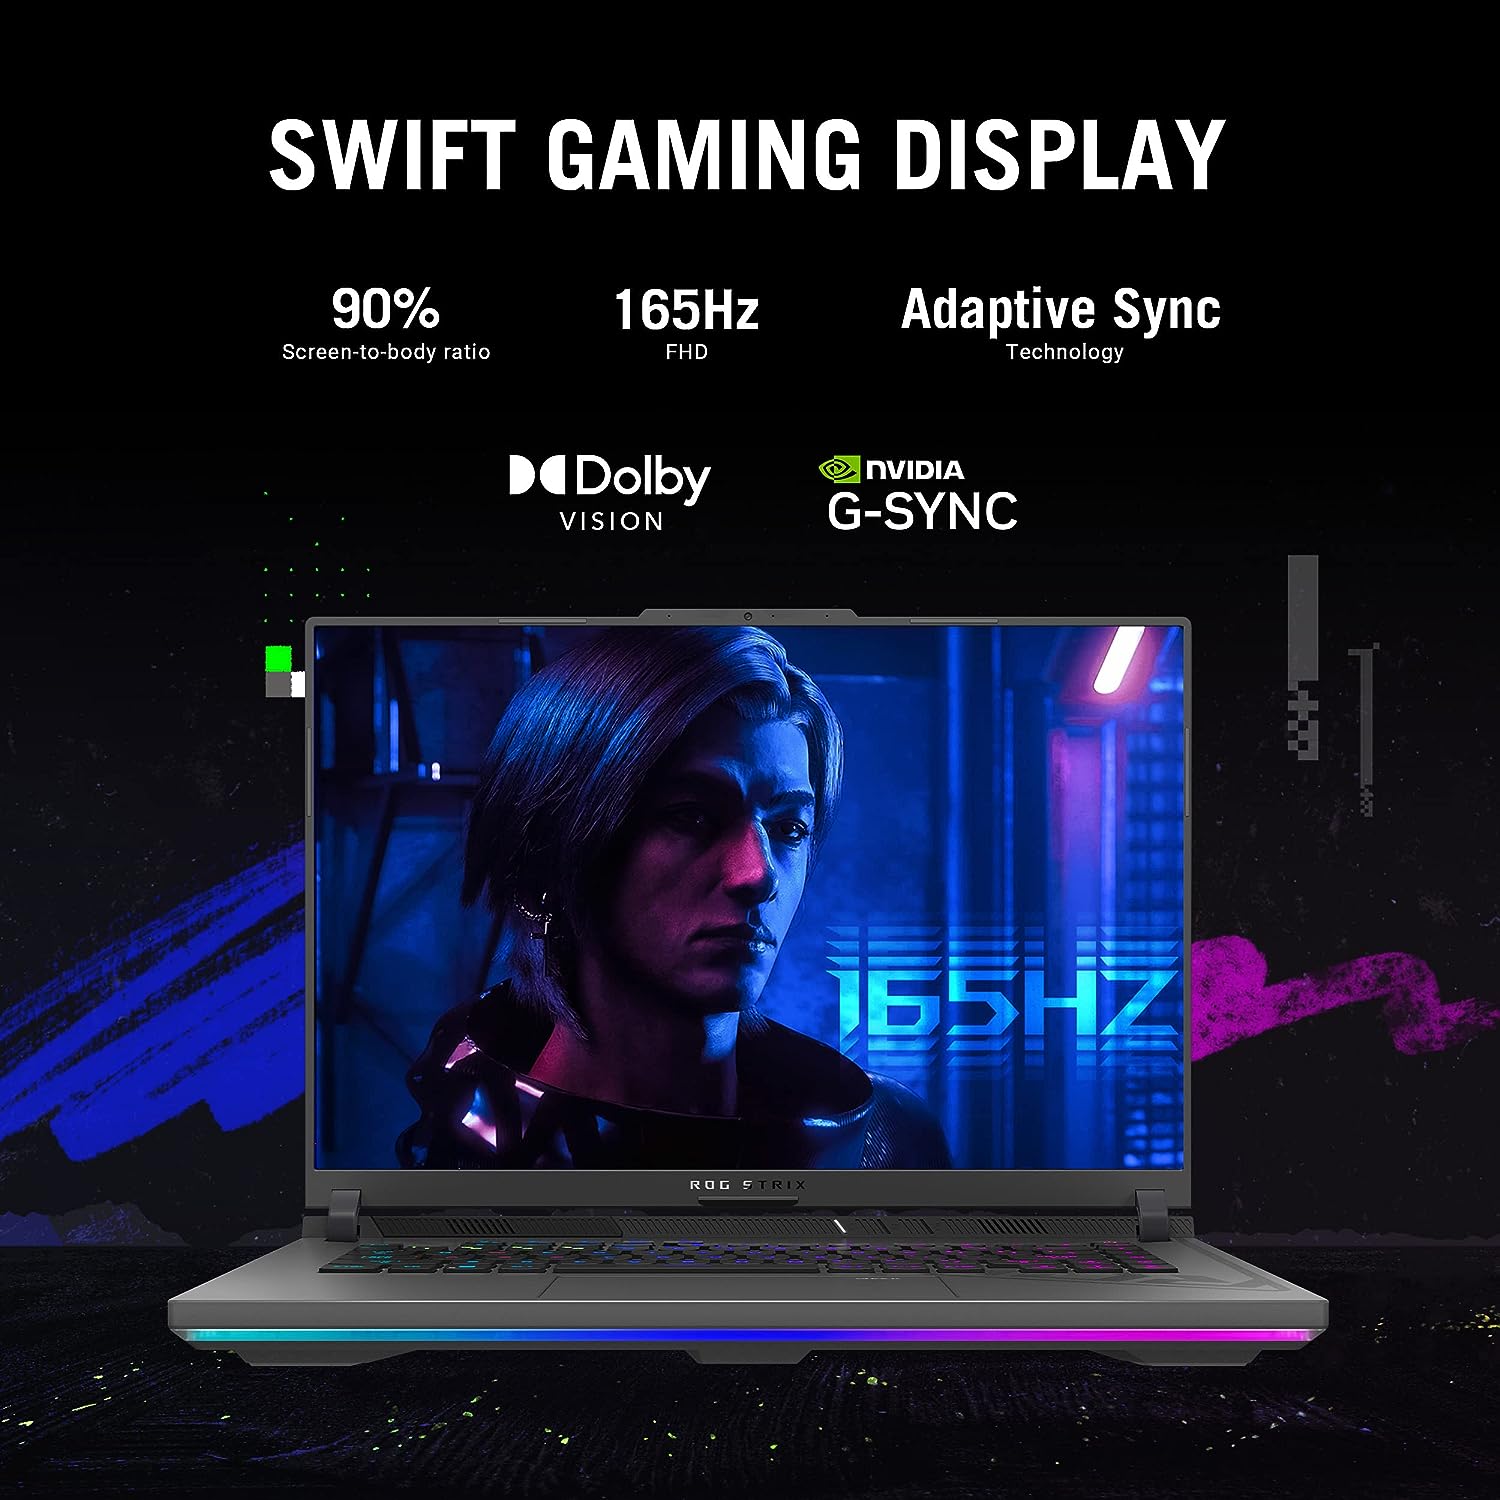 SWIFT GAMING DISPLAY
90% 165Hz Adaptive Sync
Screen-to-body ratio FHD Technology
Dolby NVIDIA
VISION G-SYNC
165HZ
ROG STRIX